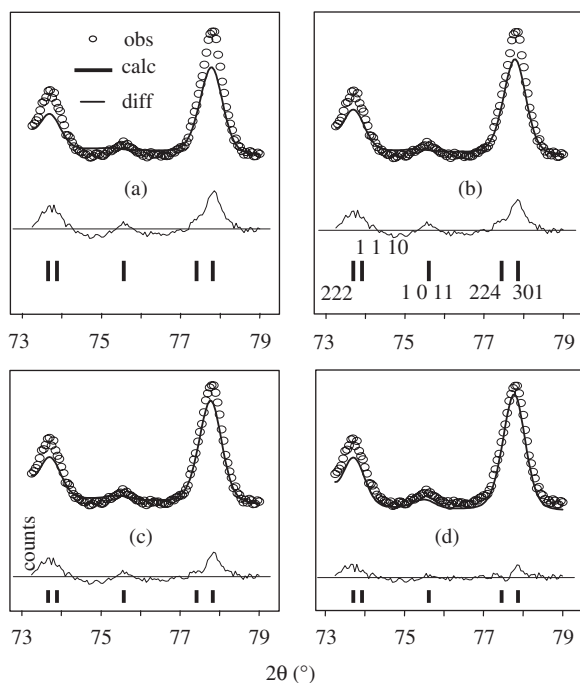 obs
calc
diff
(a)
73 75 77 79
(b)
1 1 10
222 1 0 11 224 301
73 75 77 79
counts
(c)
73 75 77 79
(d)
73 75 77 79
2θ (°)